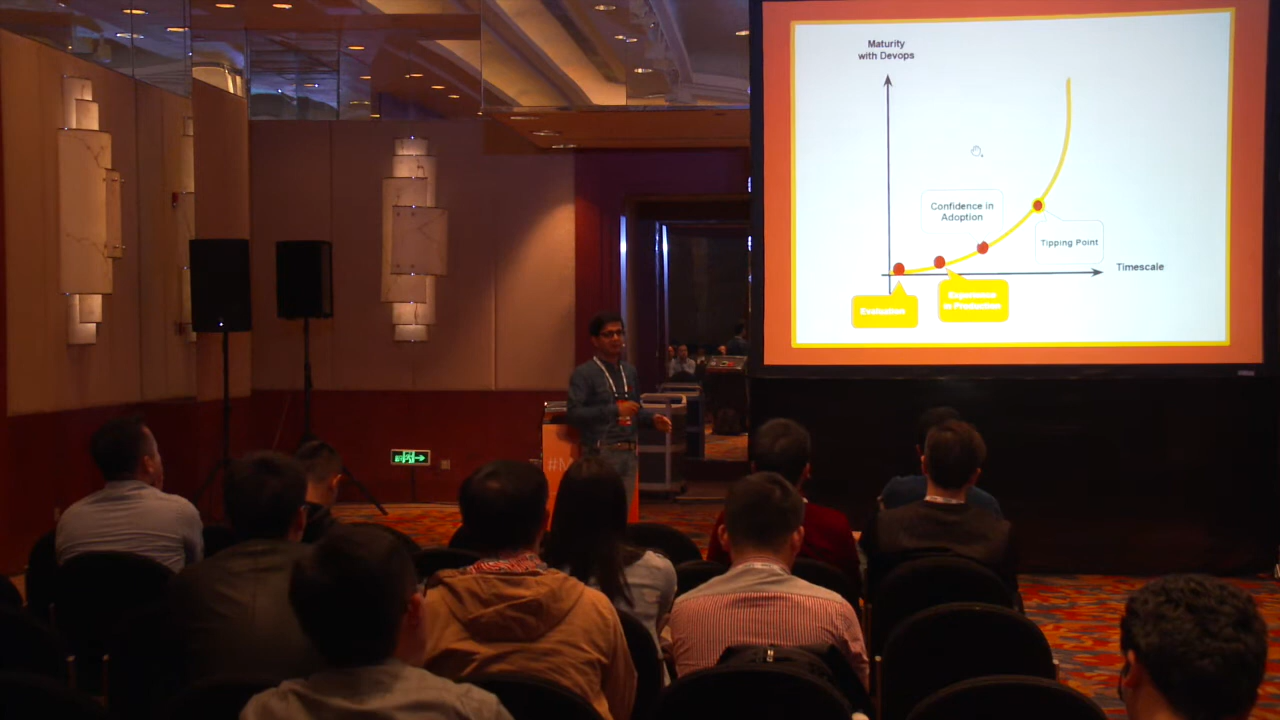 Maturity
with Devops
Confidence in
Adoption
Tipping Point
Timescale
Evaluation
Experience
in Production
#M